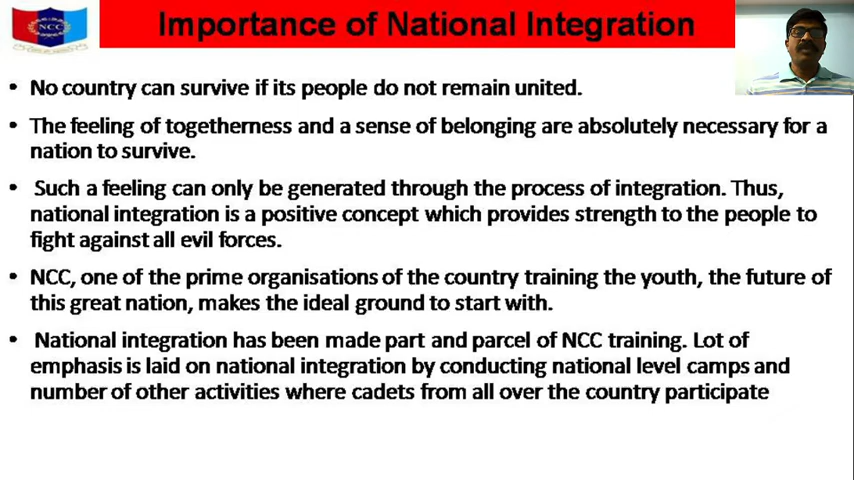 NCC
Importance of National Integration
• No country can survive if its people do not remain united.
• The feeling of togetherness and a sense of belonging are absolutely necessary for a
nation to survive.
• Such a feeling can only be generated through the process of integration. Thus,
national integration is a positive concept which provides strength to the people to
fight against all evil forces.
• NCC, one of the prime organisations of the country training the youth, the future of
this great nation, makes the ideal ground to start with.
• National integration has been made part and parcel of NCC training. Lot of
emphasis is laid on national integration by conducting national level camps and
number of other activities where cadets from all over the country participate